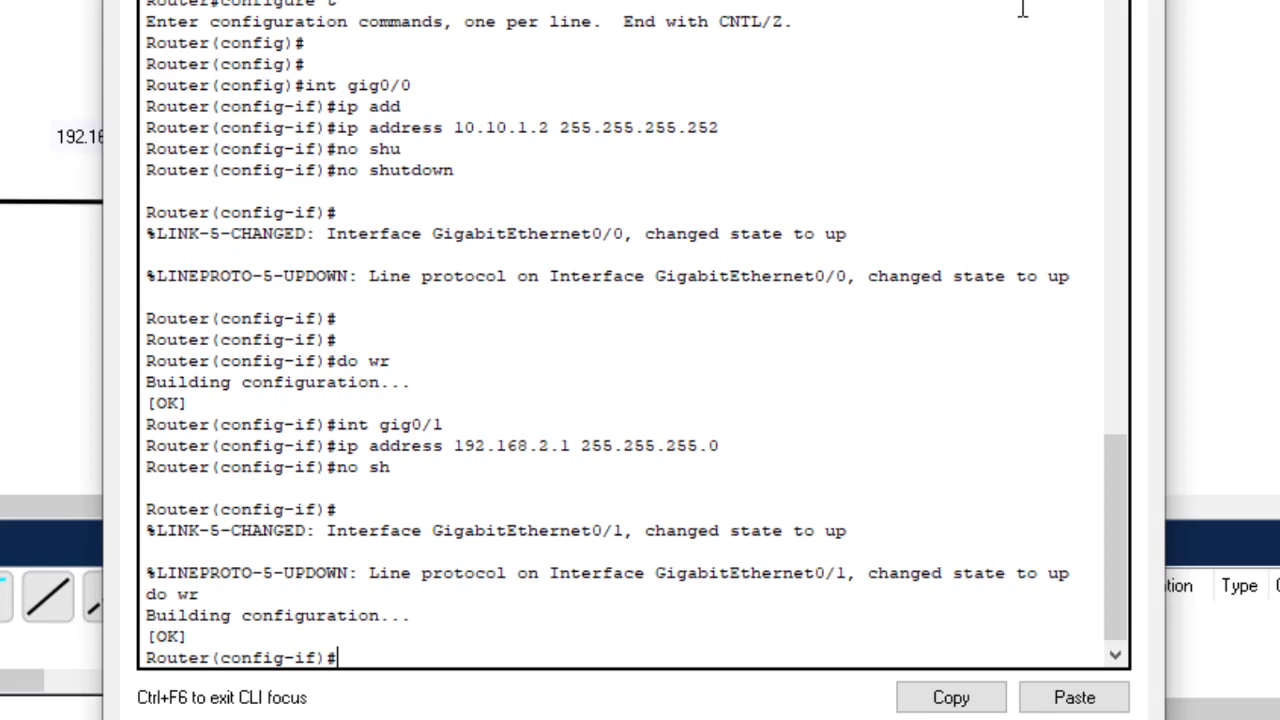 Router#configure t
Enter configuration commands, one per line.  End with CNTL/Z.
Router(config)#
Router(config)#
Router(config)#int gig0/0
Router(config-if)#ip add
Router(config-if)#ip address 10.10.1.2 255.255.255.252
Router(config-if)#no shu
Router(config-if)#no shutdown
Router(config-if)#
%LINK-5-CHANGED: Interface GigabitEthernet0/0, changed state to up
%LINEPROTO-5-UPDOWN: Line protocol on Interface GigabitEthernet0/0, changed state to up
Router(config-if)#
Router(config-if)#
Router(config-if)#do wr
Building configuration...
[OK]
Router(config-if)#int gig0/1
Router(config-if)#ip address 192.168.2.1 255.255.255.0
Router(config-if)#no sh
Router(config-if)#
%LINK-5-CHANGED: Interface GigabitEthernet0/1, changed state to up
%LINEPROTO-5-UPDOWN: Line protocol on Interface GigabitEthernet0/1, changed state to up
do wr
Building configuration...
[OK]
Router(config-if)#
192.16
tion Type
Ctrl+F6 to exit CLI focus
Copy Paste